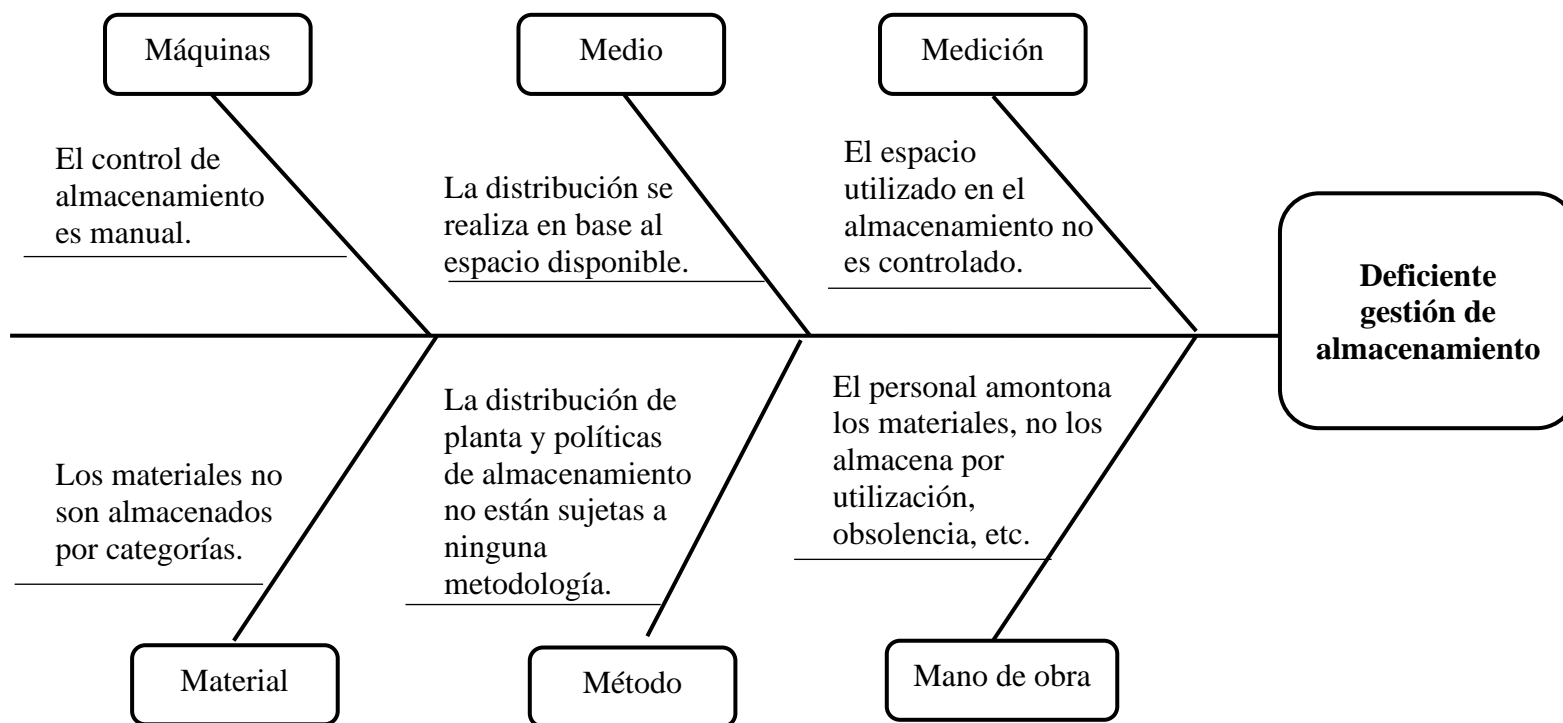 Máquinas
Medio
Medición
El control de
almacenamiento
es manual.
La distribución se
realiza en base al
espacio disponible.
El espacio
utilizado en el
almacenamiento no
es controlado.
Deficiente
gestión de
almacenamiento
Los materiales no
son almacenados
por categorías.
La distribución de
planta y políticas
de almacenamiento
no están sujetas a
ninguna
metodología.
El personal amontona
los materiales, no los
almacena por
utilización,
obsolencia, etc.
Material
Método
Mano de obra